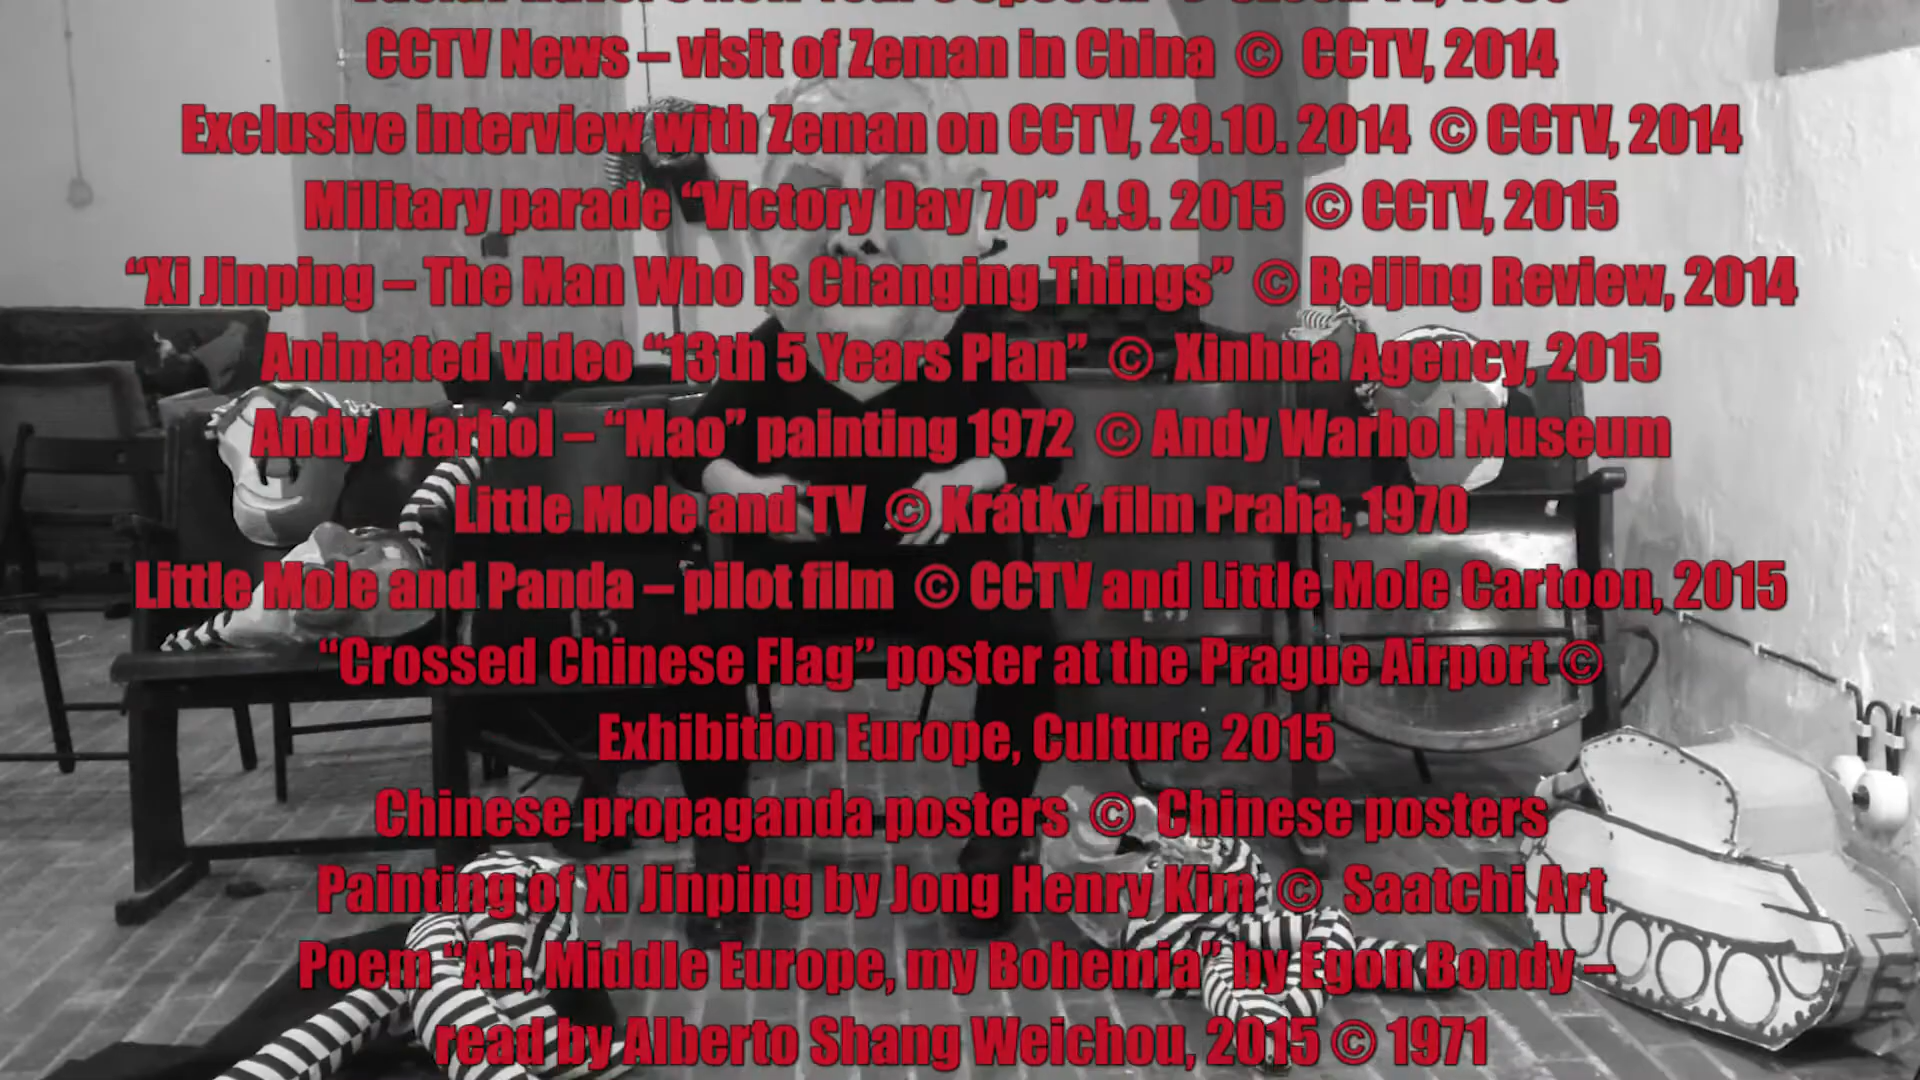 CCTV News – visit of Zeman in China © CCTV, 2014
Exclusive interview with Zeman on CCTV, 29.10. 2014 © CCTV, 2014
Military parade “Victory Day 70”, 4.9. 2015 © CCTV, 2015
“Xi Jinping – The Man Who Is Changing Things” © Beijing Review, 2014
Animated video “13th 5 Years Plan” © Xinhua Agency, 2015
Andy Warhol – “Mao” painting 1972 © Andy Warhol Museum
Little Mole and TV © Krátký film Praha, 1970
Little Mole and Panda – pilot film © CCTV and Little Mole Cartoon, 2015
“Crossed Chinese Flag” poster at the Prague Airport ©
Exhibition Europe, Culture 2015
Chinese propaganda posters © Chinese posters
Painting of Xi Jinping by Jong Henry Kim © Saatchi Art
Poem “Ah, Middle Europe, my Bohemia” by Egon Bondy –
read by Alberto Shang Weichou, 2015 © 1971